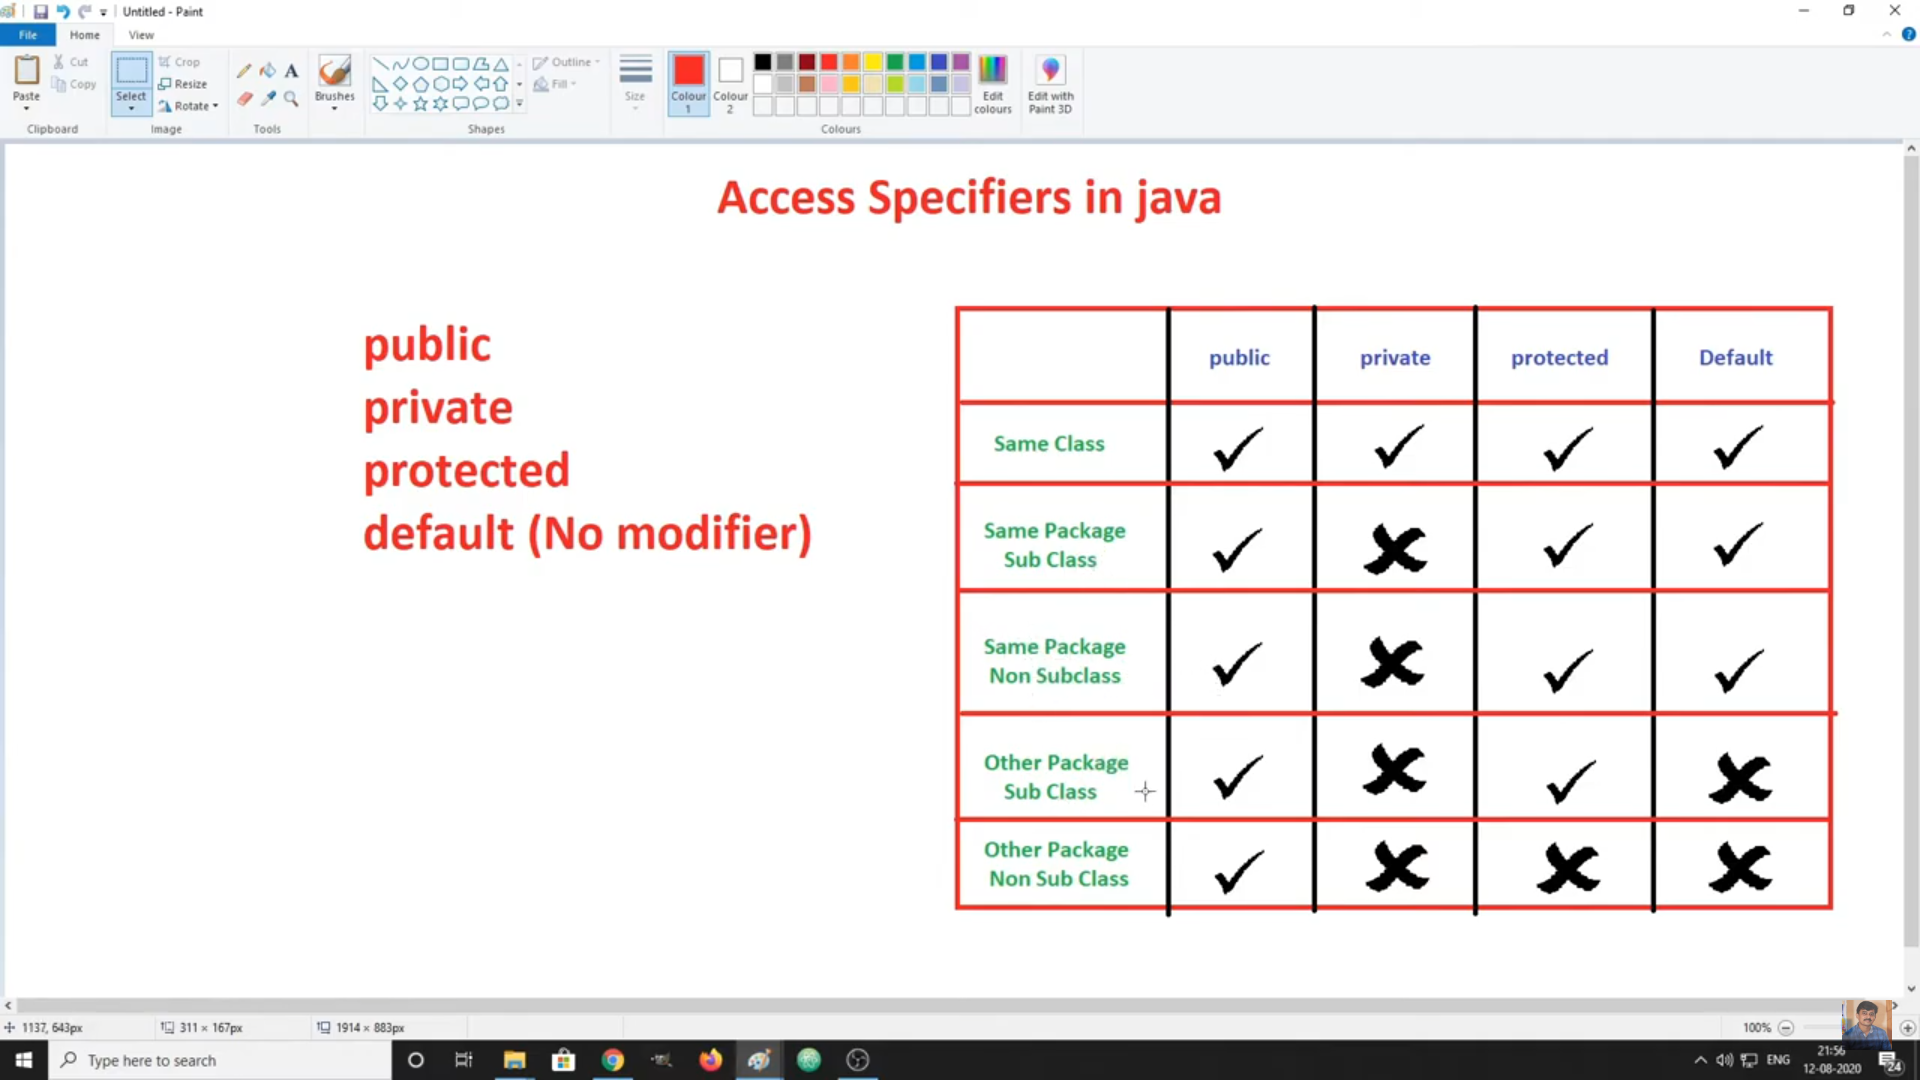 Untitled - Paint
File
Home
View
Paste
Cut
Copy
Clipboard
Select
Crop
Resize
Rotate
Image
Tools
Brushes
Shapes
Outline
Fill
Size
Colour 1
Colour 2
Edit colours
Colours
Edit with Paint 3D
Access Specifiers in java
public
private
protected
default (No modifier)
public private protected Default
Same Class
Same Package
Sub Class
Same Package
Non Subclass
Other Package
Sub Class
Other Package
Non Sub Class
1137, 643px
311 × 167px
1914 × 883px
100%
Type here to search
ENG
21:56
12-08-2020
24